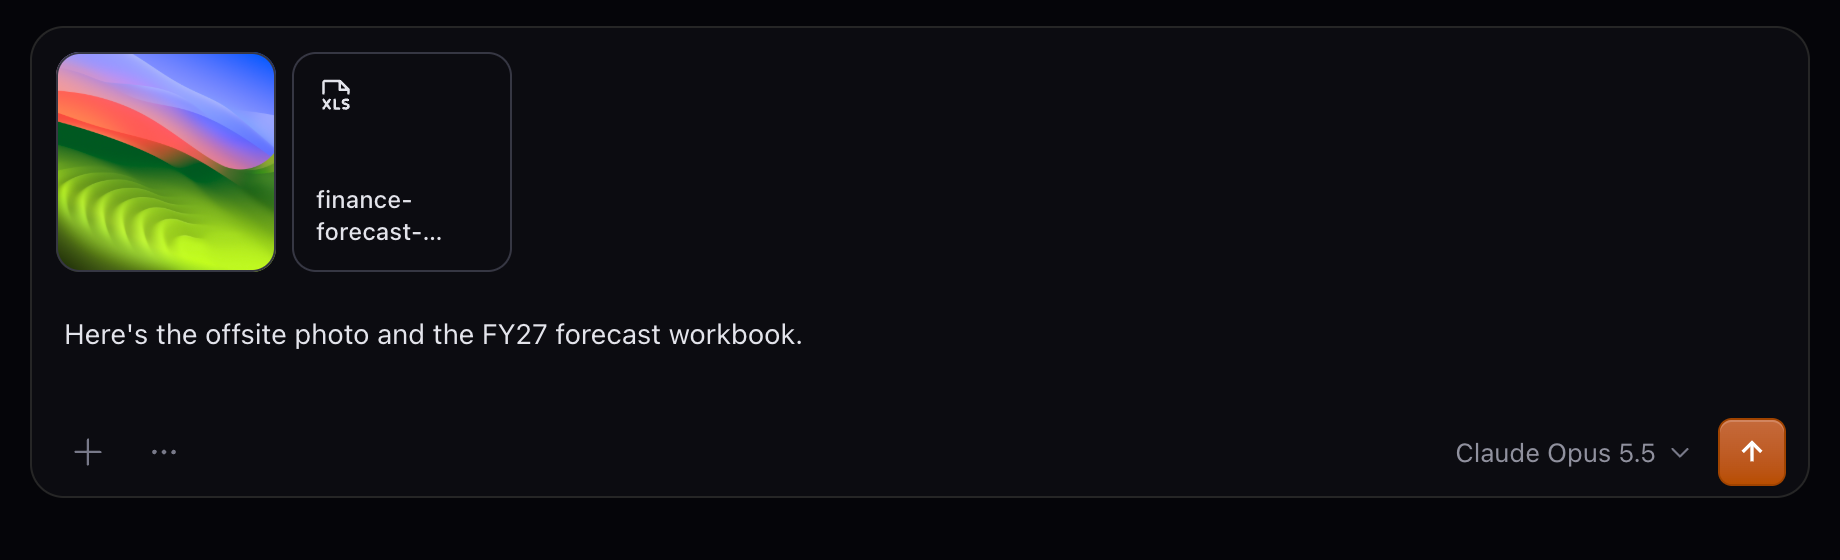 XLS
finance-
forecast-...
Here's the offsite photo and the FY27 forecast workbook.
Claude Opus 5.5